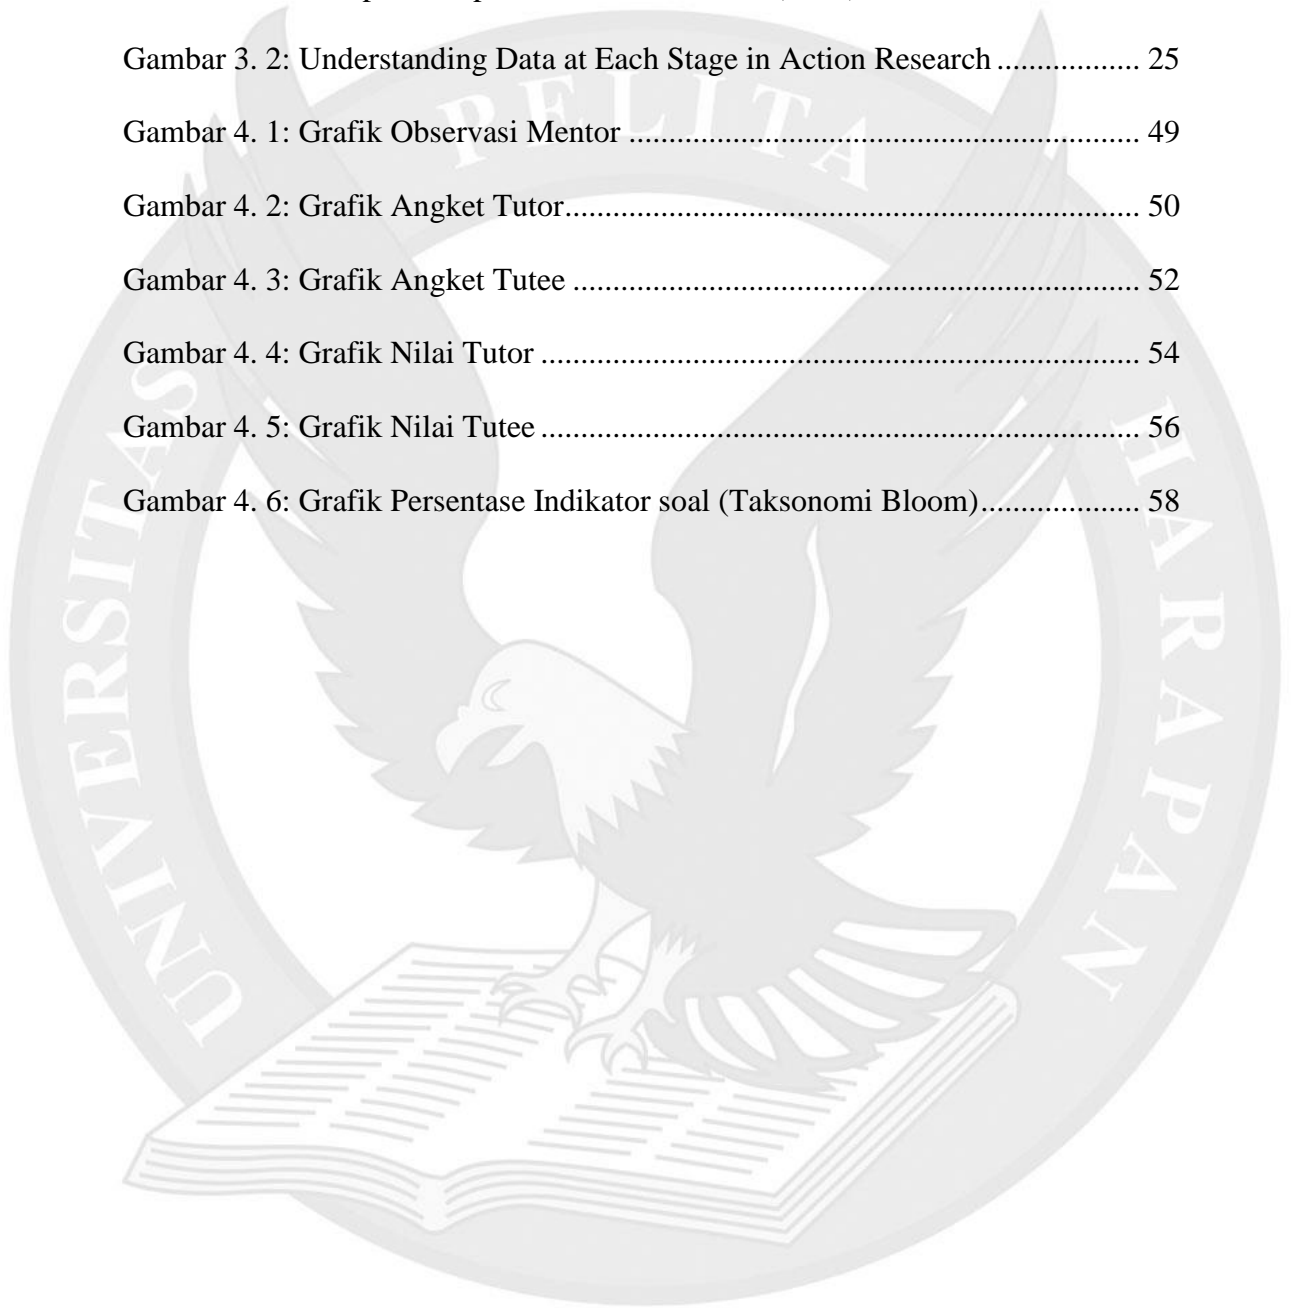 Gambar 3. 2: Understanding Data at Each Stage in Action Research .................. 25
Gambar 4. 1: Grafik Observasi Mentor ................................................................ 49
Gambar 4. 2: Grafik Angket Tutor........................................................................ 50
Gambar 4. 3: Grafik Angket Tutee ....................................................................... 52
Gambar 4. 4: Grafik Nilai Tutor ........................................................................... 54
Gambar 4. 5: Grafik Nilai Tutee ........................................................................... 56
Gambar 4. 6: Grafik Persentase Indikator soal (Taksonomi Bloom).................... 58
UNIVERSITAS PELITA HARAPAN